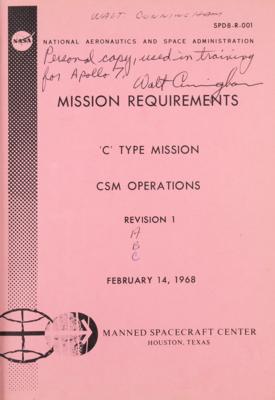 WALT CUNNINGHAM
SPD8-R-001
NASA
NATIONAL AERONAUTICS AND SPACE ADMINISTRATION
Personal copy, used in training
for Apollo 7.
Walt Cunningham
MISSION REQUIREMENTS
'C' TYPE MISSION
CSM OPERATIONS
REVISION 1
A
B
C
FEBRUARY 14, 1968
MANNED SPACECRAFT CENTER
HOUSTON, TEXAS